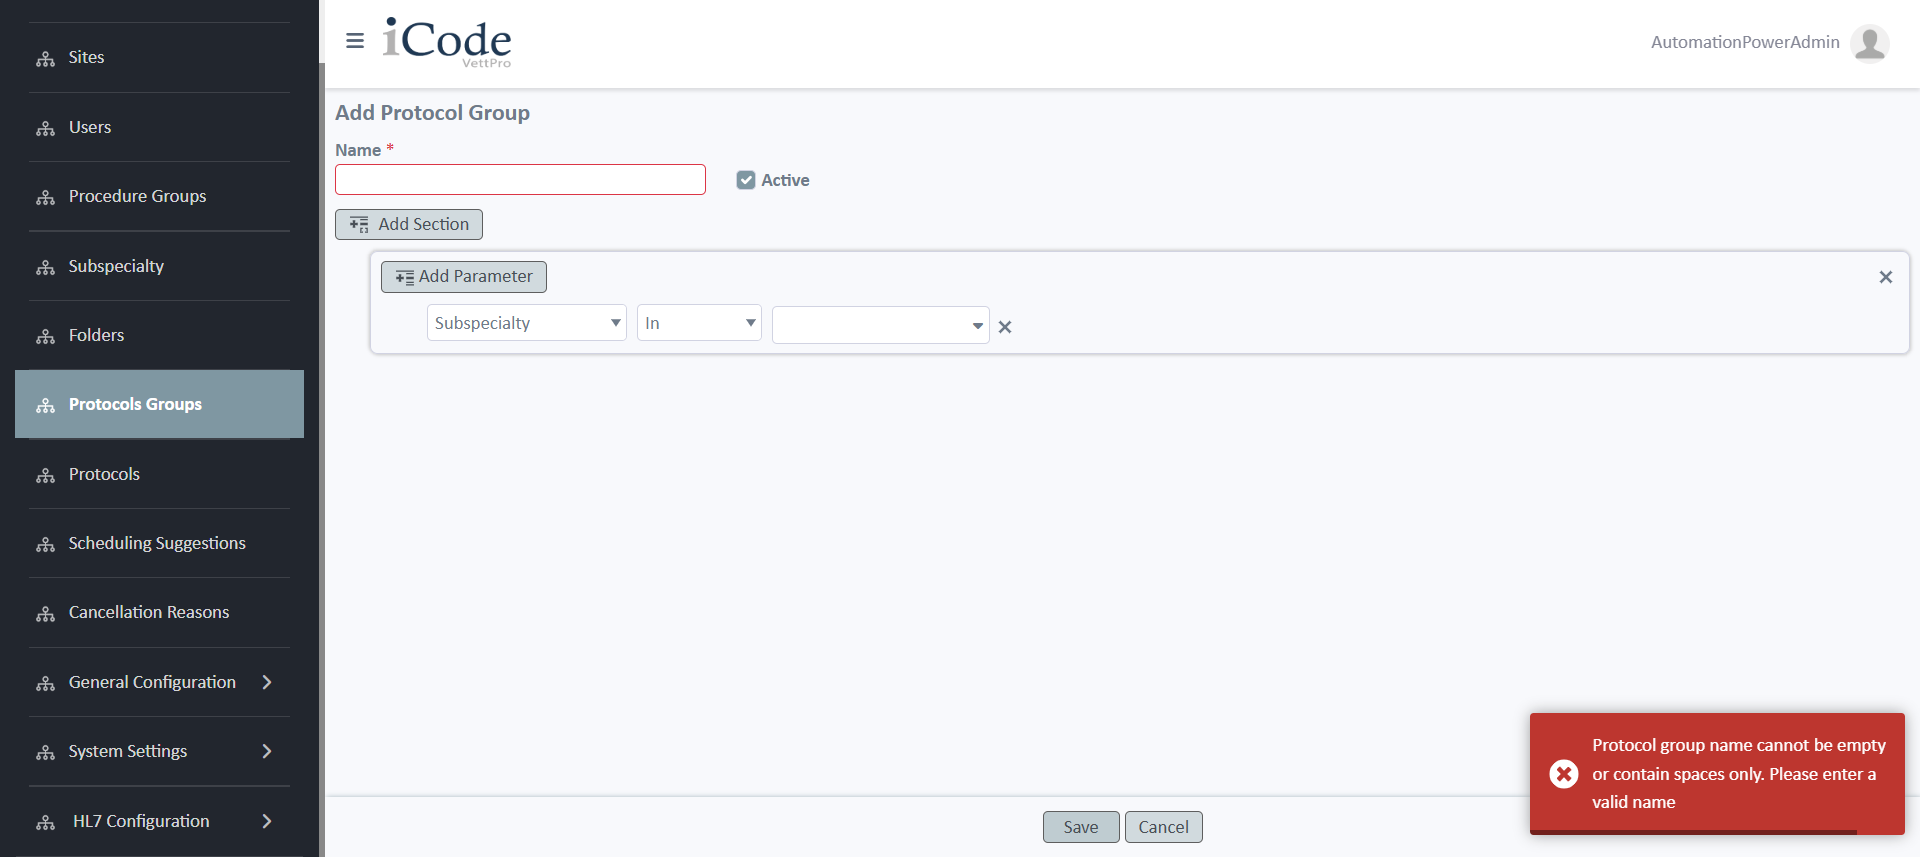 Sites
Users
Procedure Groups
Subspecialty
Folders
Protocols Groups
Protocols
Scheduling Suggestions
Cancellation Reasons
General Configuration
System Settings
HL7 Configuration
iCode
VettPro
AutomationPowerAdmin
Add Protocol Group
Name *
Active
Add Section
Add Parameter
Subspecialty In
Protocol group name cannot be empty
or contain spaces only. Please enter a
valid name
Save Cancel